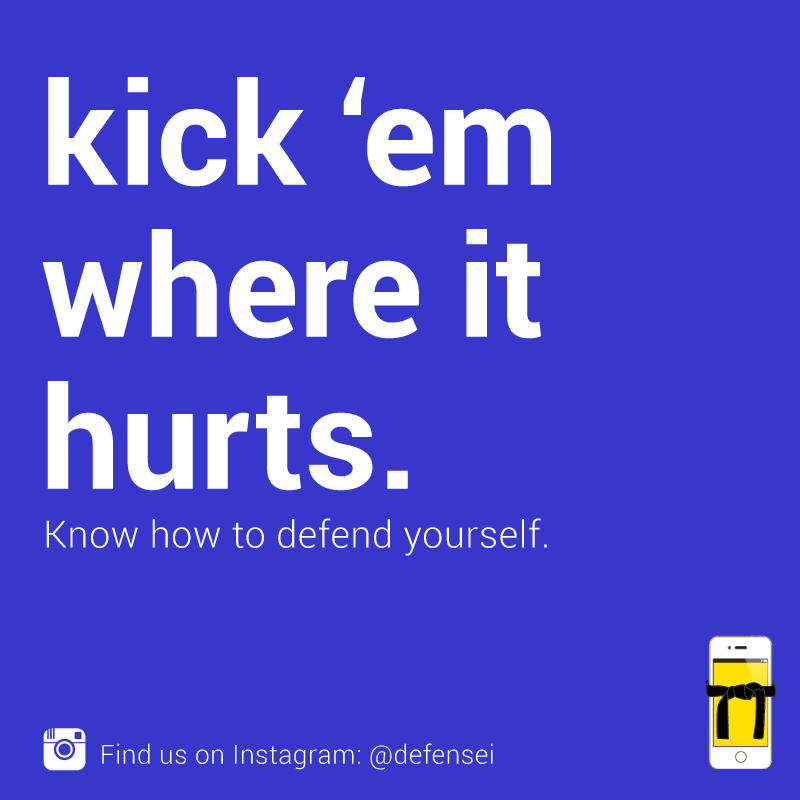 kick ‘em
where it
hurts.
Know how to defend yourself.
Find us on Instagram: @defensei